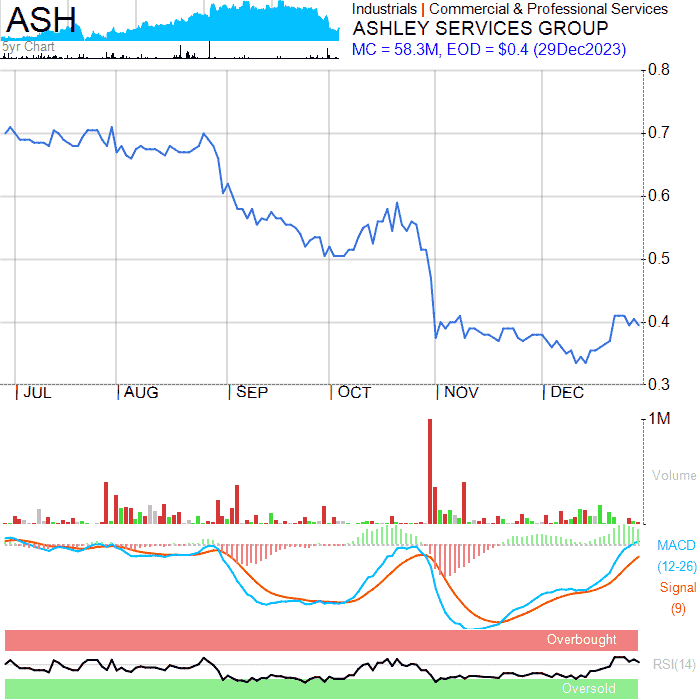 ASH
5yr Chart
Industrials | Commercial & Professional Services
ASHLEY SERVICES GROUP
MC = 58.3M, EOD = $0.4 (29Dec2023)
0.8
0.7
0.6
0.5
0.4
0.3
JUL AUG SEP OCT NOV DEC
1M
Volume
MACD
(12-26)
Signal
(9)
Overbought
RSI(14)
Oversold